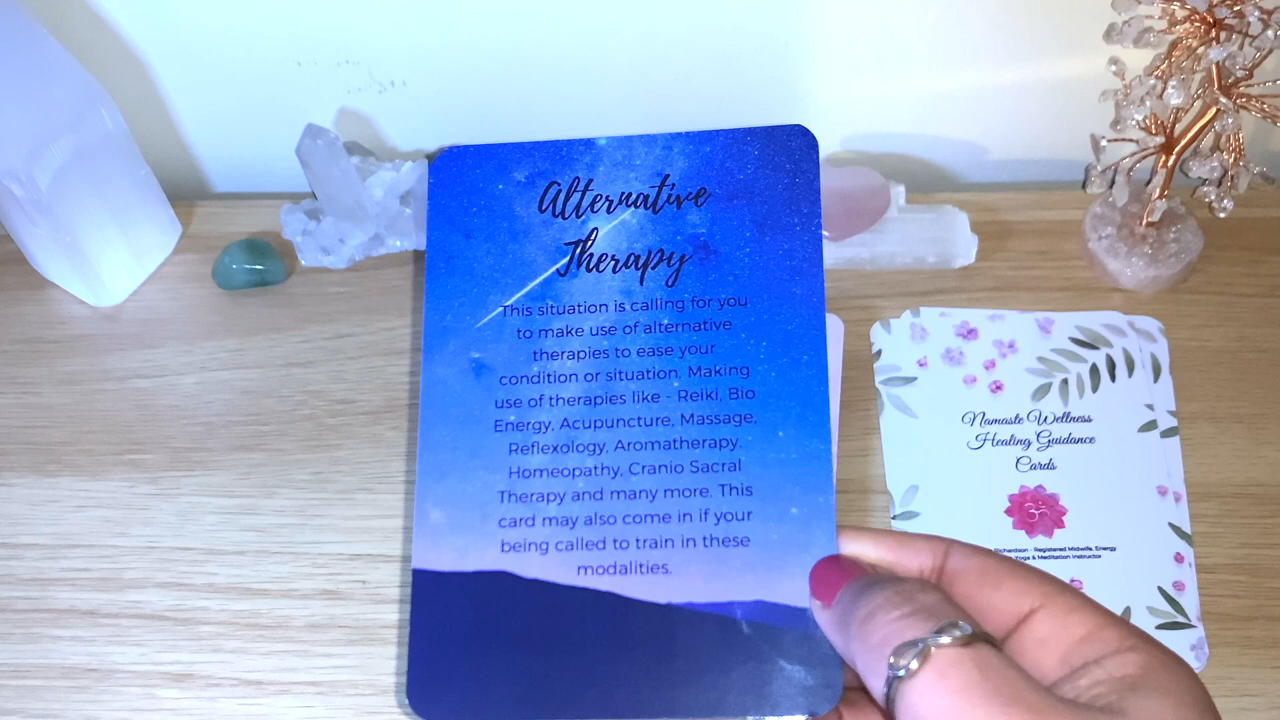 Alternative
Therapy
This situation is calling for you
to make use of alternative
therapies to ease your
condition or situation. Making
use of therapies like - Reiki, Bio
Energy, Acupuncture, Massage,
Reflexology, Aromatherapy.
Homeopathy, Cranio Sacral
Therapy and many more. This
card may also come in if your
being called to train in these
modalities.
Namaste Wellness
Healing Guidance
Cards
Richardson - Registered Midwife, Energy
Yoga & Meditation Instructor